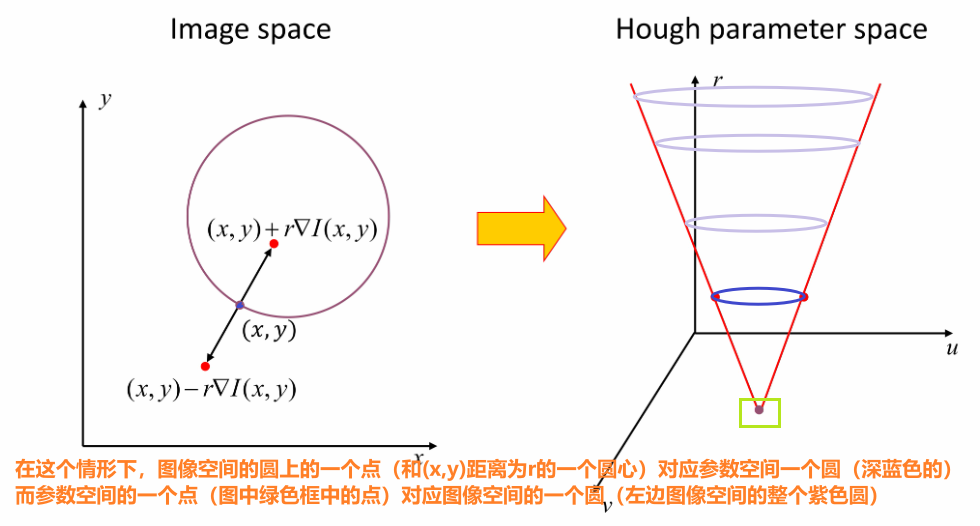 Image space
Hough parameter space
y
r
(x, y) + r∇I(x, y)
(x, y)
(x, y) − r∇I(x, y)
u
x
在这个情形下，图像空间的圆上的一个点（和(x,y)距离为r的一个圆心）对应参数空间一个圆（深蓝色的）
而参数空间的一个点（图中绿色框中的点）对应图像空间的一个圆（左边图像空间的整个紫色圆）
v